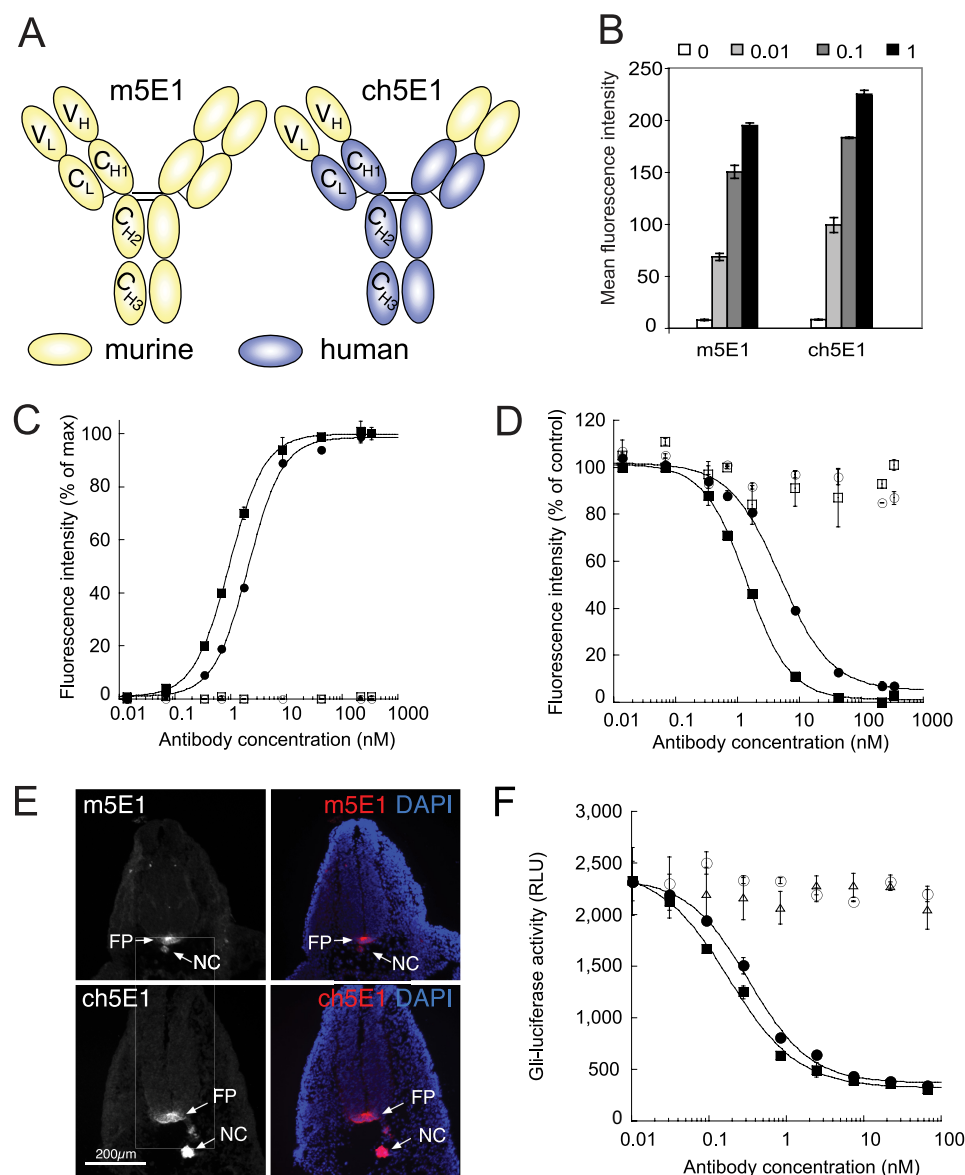 A
m5E1
ch5E1
VH
VL
CH1
CL
CH2
CH3
VH
VL
CH1
CL
CH2
CH3
murine
human
B
0 0.01 0.1 1
Mean fluorescence intensity
250
200
150
100
50
0
m5E1 ch5E1
C
Fluorescence intensity (% of max)
100
80
60
40
20
0
0.01 0.1 1 10 100 1000
Antibody concentration (nM)
D
Fluorescence intensity (% of control)
120
100
80
60
40
20
0
0.01 0.1 1 10 100 1000
Antibody concentration (nM)
E
m5E1
m5E1 DAPI
FP
NC
FP
NC
ch5E1
ch5E1 DAPI
FP
NC
FP
NC
200µm
F
Gli-luciferase activity (RLU)
3,000
2,500
2,000
1,500
1,000
500
0
0.01 0.1 1 10 100
Antibody concentration (nM)